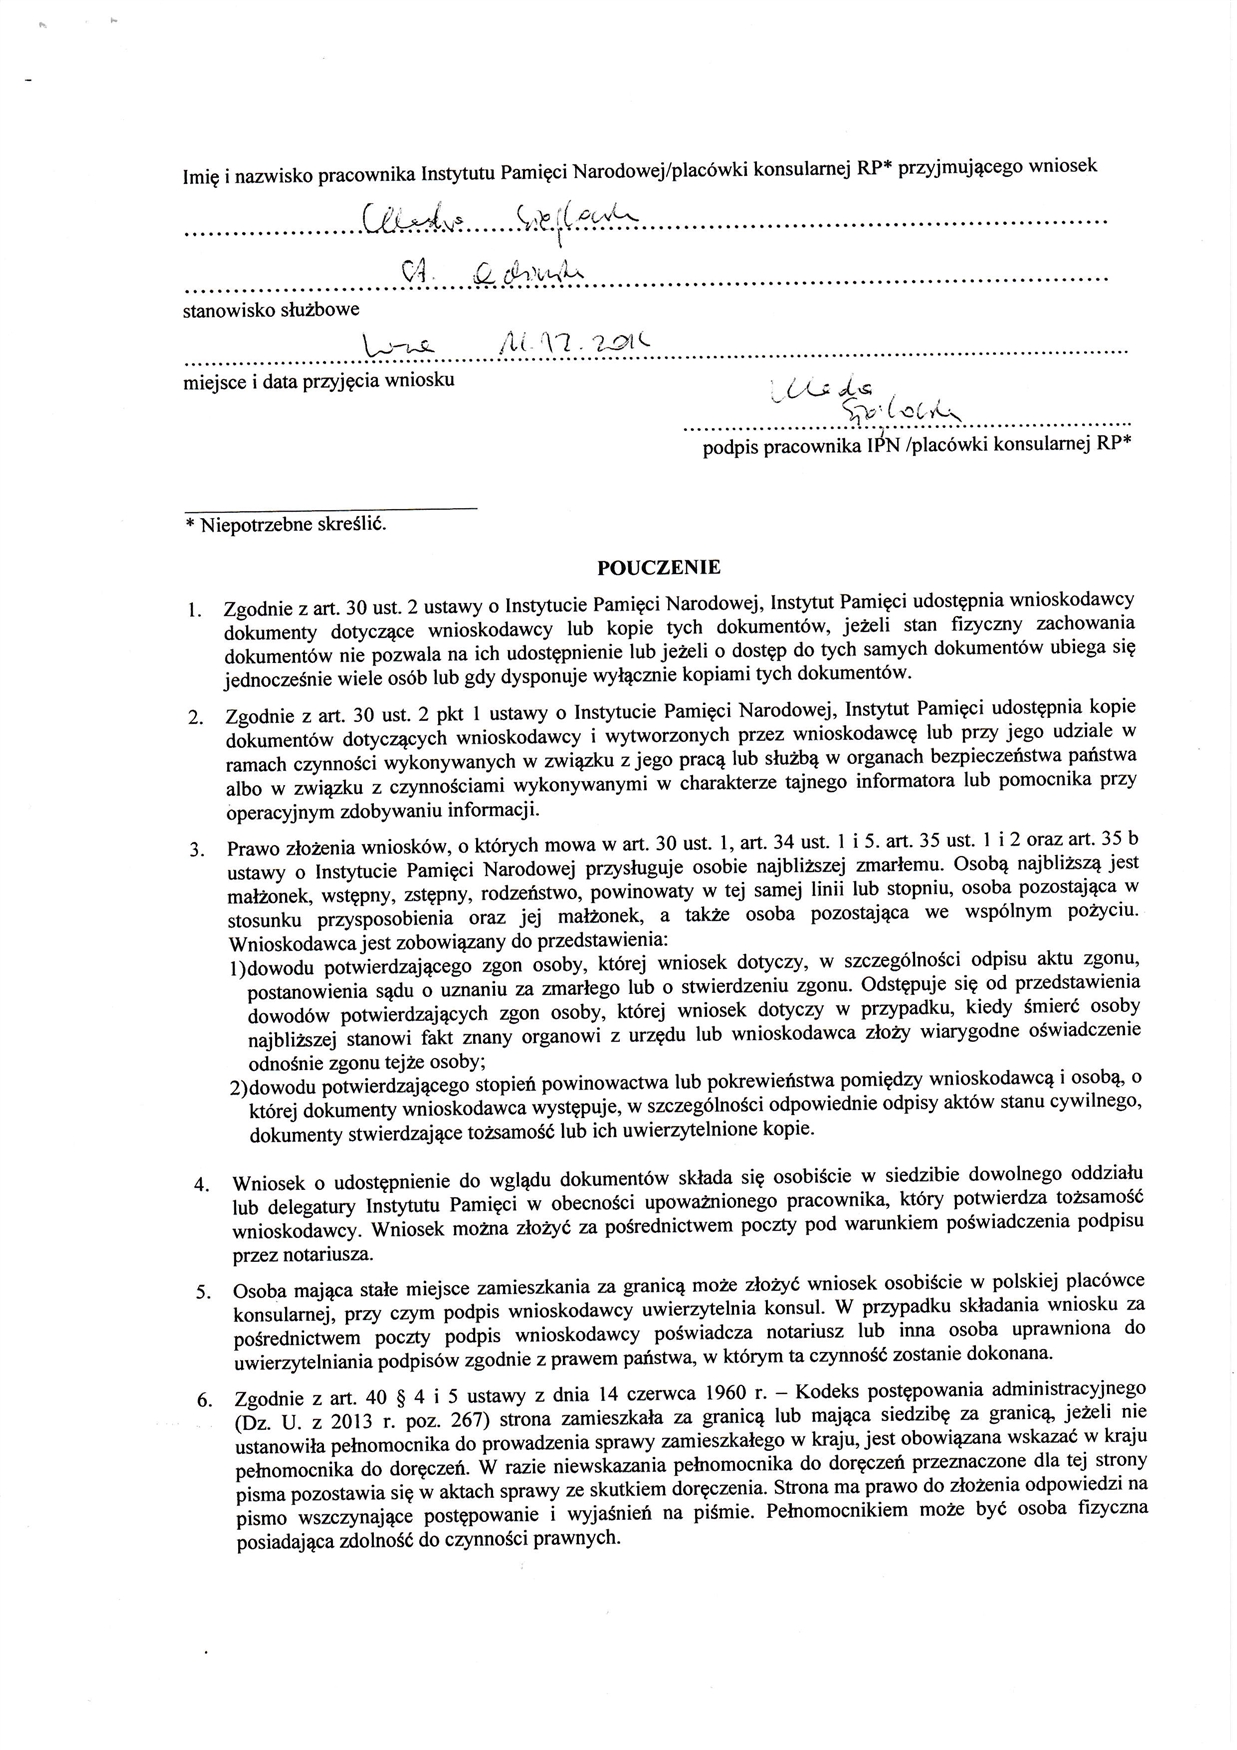 Imię i nazwisko pracownika Instytutu Pamięci Narodowej/placówki konsularnej RP* przyjmującego wniosek
stanowisko służbowe
miejsce i data przyjęcia wniosku
podpis pracownika IPN /placówki konsularnej RP*
* Niepotrzebne skreślić.
POUCZENIE
1. Zgodnie z art. 30 ust. 2 ustawy o Instytucie Pamięci Narodowej, Instytut Pamięci udostępnia wnioskodawcy
dokumenty dotyczące wnioskodawcy lub kopie tych dokumentów, jeżeli stan fizyczny zachowania
dokumentów nie pozwala na ich udostępnienie lub jeżeli o dostęp do tych samych dokumentów ubiega się
jednocześnie wiele osób lub gdy dysponuje wyłącznie kopiami tych dokumentów.
2. Zgodnie z art. 30 ust. 2 pkt 1 ustawy o Instytucie Pamięci Narodowej, Instytut Pamięci udostępnia kopie
dokumentów dotyczących wnioskodawcy i wytworzonych przez wnioskodawcę lub przy jego udziale w
ramach czynności wykonywanych w związku z jego pracą lub służbą w organach bezpieczeństwa państwa
albo w związku z czynnościami wykonywanymi w charakterze tajnego informatora lub pomocnika przy
operacyjnym zdobywaniu informacji.
3. Prawo złożenia wniosków, o których mowa w art. 30 ust. 1, art. 34 ust. 1 i 5. art. 35 ust. 1 i 2 oraz art. 35 b
ustawy o Instytucie Pamięci Narodowej przysługuje osobie najbliższej zmarłemu. Osobą najbliższą jest
małżonek, wstępny, zstępny, rodzeństwo, powinowaty w tej samej linii lub stopniu, osoba pozostająca w
stosunku przysposobienia oraz jej małżonek, a także osoba pozostająca we wspólnym pożyciu.
Wnioskodawca jest zobowiązany do przedstawienia:
1)dowodu potwierdzającego zgon osoby, której wniosek dotyczy, w szczególności odpisu aktu zgonu,
postanowienia sądu o uznaniu za zmarłego lub o stwierdzeniu zgonu. Odstępuje się od przedstawienia
dowodów potwierdzających zgon osoby, której wniosek dotyczy w przypadku, kiedy śmierć osoby
najbliższej stanowi fakt znany organowi z urzędu lub wnioskodawca złoży wiarygodne oświadczenie
odnośnie zgonu tejże osoby;
2)dowodu potwierdzającego stopień powinowactwa lub pokrewieństwa pomiędzy wnioskodawcą i osobą, o
której dokumenty wnioskodawca występuje, w szczególności odpowiednie odpisy aktów stanu cywilnego,
dokumenty stwierdzające tożsamość lub ich uwierzytelnione kopie.
4. Wniosek o udostępnienie do wglądu dokumentów składa się osobiście w siedzibie dowolnego oddziału
lub delegatury Instytutu Pamięci w obecności upoważnionego pracownika, który potwierdza tożsamość
wnioskodawcy. Wniosek można złożyć za pośrednictwem poczty pod warunkiem poświadczenia podpisu
przez notariusza.
5. Osoba mająca stałe miejsce zamieszkania za granicą może złożyć wniosek osobiście w polskiej placówce
konsularnej, przy czym podpis wnioskodawcy uwierzytelnia konsul. W przypadku składania wniosku za
pośrednictwem poczty podpis wnioskodawcy poświadcza notariusz lub inna osoba uprawniona do
uwierzytelniania podpisów zgodnie z prawem państwa, w którym ta czynność zostanie dokonana.
6. Zgodnie z art. 40 § 4 i 5 ustawy z dnia 14 czerwca 1960 r. – Kodeks postępowania administracyjnego
(Dz. U. z 2013 r. poz. 267) strona zamieszkała za granicą lub mająca siedzibę za granicą, jeżeli nie
ustanowiła pełnomocnika do prowadzenia sprawy zamieszkałego w kraju, jest obowiązana wskazać w kraju
pełnomocnika do doręczeń. W razie niewskazania pełnomocnika do doręczeń przeznaczone dla tej strony
pisma pozostawia się w aktach sprawy ze skutkiem doręczenia. Strona ma prawo do złożenia odpowiedzi na
pismo wszczynające postępowanie i wyjaśnień na piśmie. Pełnomocnikiem może być osoba fizyczna
posiadająca zdolność do czynności prawnych.